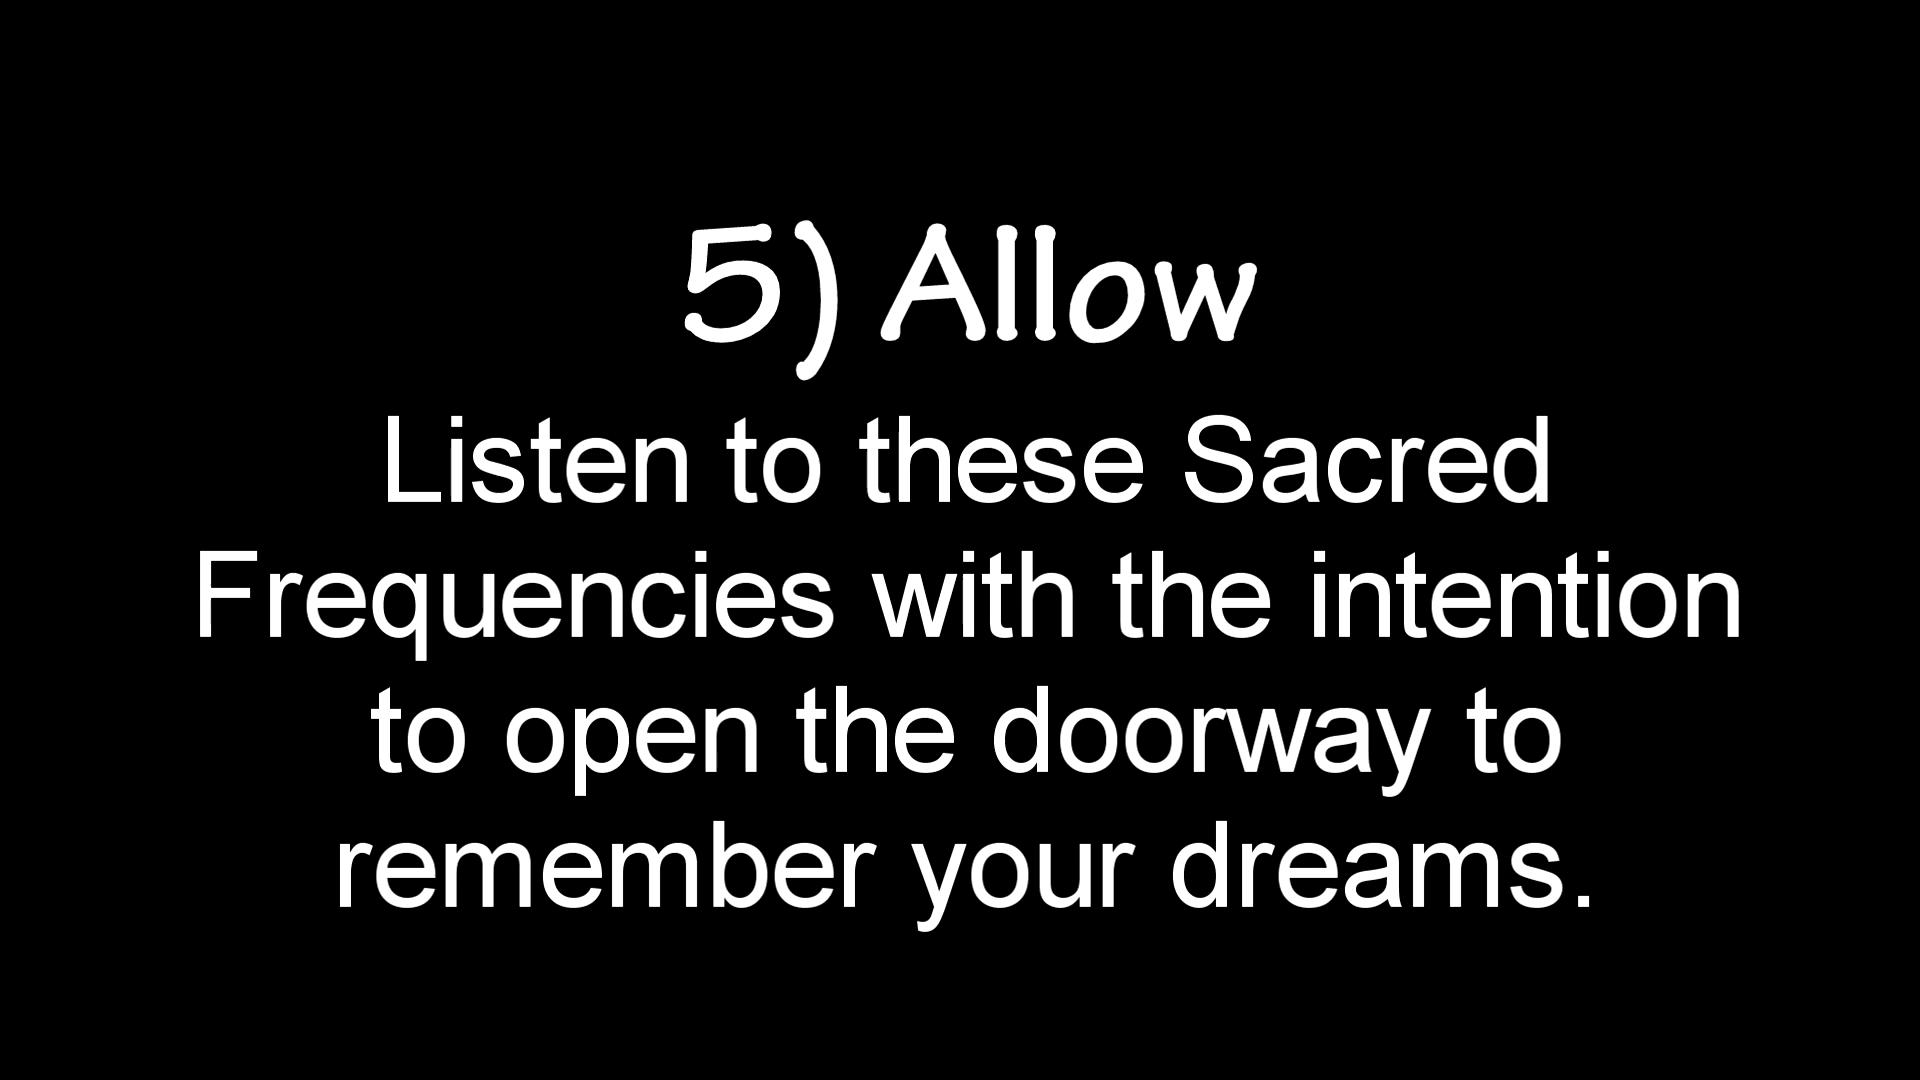 5) Allow
Listen to these Sacred
Frequencies with the intention
to open the doorway to
remember your dreams.